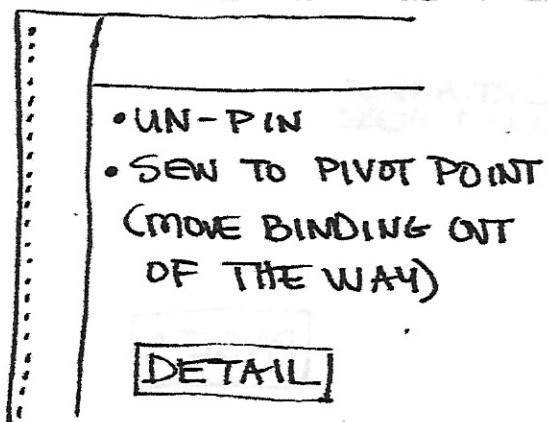 • UN-PIN
• SEW TO PIVOT POINT
(MOVE BINDING OUT
OF THE WAY)
DETAIL